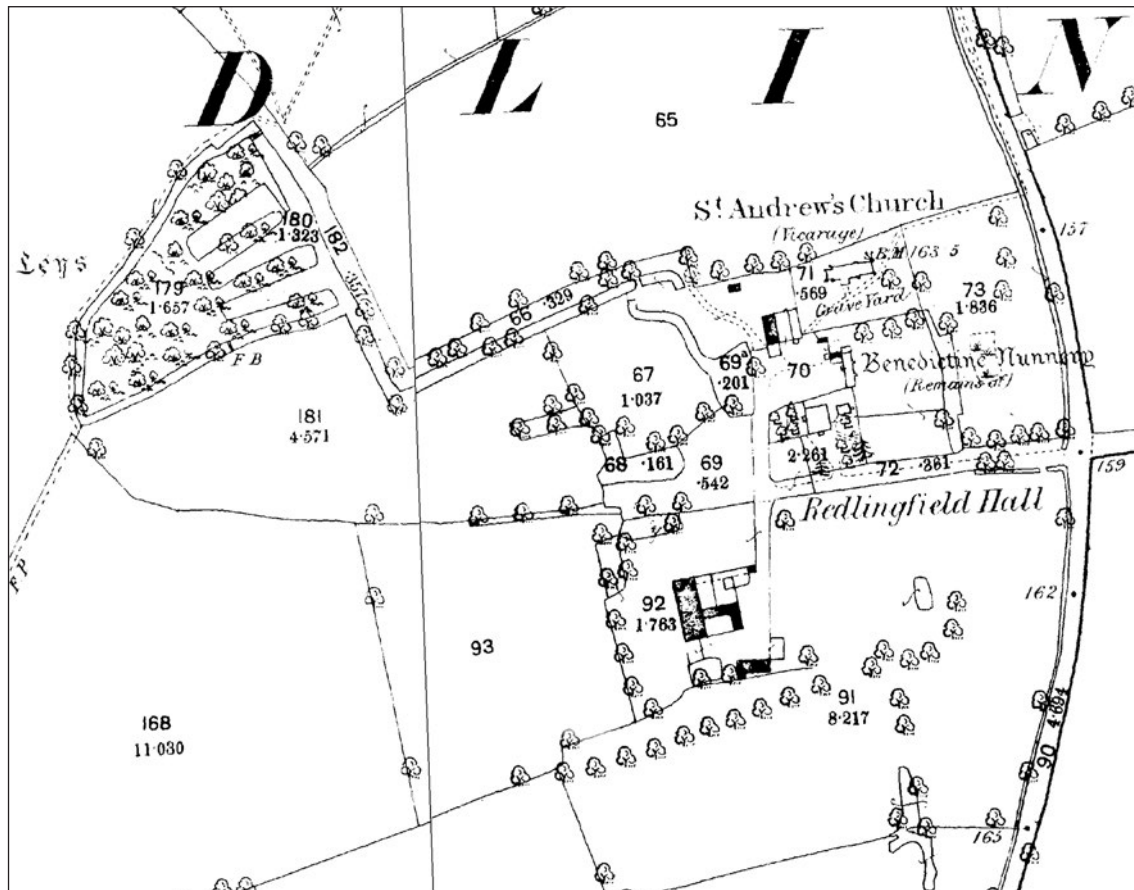 D L I N
65
St. Andrew's Church
(Vicarage)
B.M. 163·5
157
180
1·323
182
·351
Leys
179
1·657
71
·569
Grave Yard
73
1·836
66 ·329
F B
67
1·037
69a
·201
70
Benedictine Nunnery
(Remains of)
181
4·571
68 ·161
69
·542
2·261
72 ·361
159
Redlingfield Hall
F P
92
1·763
162
93
168
11·030
91
8·217
90 4·694
165